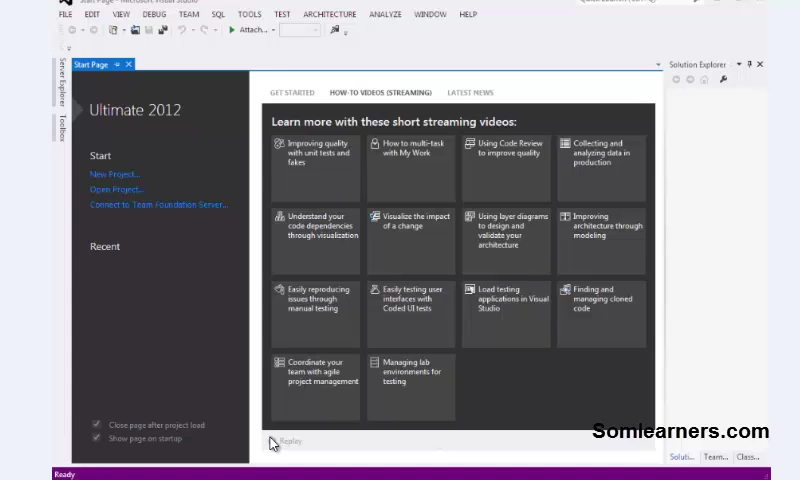 Start Page - Microsoft Visual Studio
FILE EDIT VIEW DEBUG TEAM SQL TOOLS TEST ARCHITECTURE ANALYZE WINDOW HELP
Attach...
Server Explorer
Toolbox
Start Page
Solution Explorer
Ultimate 2012
Start
New Project...
Open Project...
Connect to Team Foundation Server...
Recent
Close page after project load
Show page on startup
GET STARTED HOW-TO VIDEOS (STREAMING) LATEST NEWS
Learn more with these short streaming videos:
Improving quality
with unit tests and
fakes
How to multi-task
with My Work
Using Code Review
to improve quality
Collecting and
analyzing data in
production
Understand your
code dependencies
through visualization
Visualize the impact
of a change
Using layer diagrams
to design and
validate your
architecture
Improving
architecture through
modeling
Easily reproducing
issues through
manual testing
Easily testing user
interfaces with
Coded UI tests
Load testing
applications in Visual
Studio
Finding and
managing cloned
code
Coordinate your
team with agile
project management
Managing lab
environments for
testing
Replay
Somlearners.com
Soluti... Team... Class...
Ready